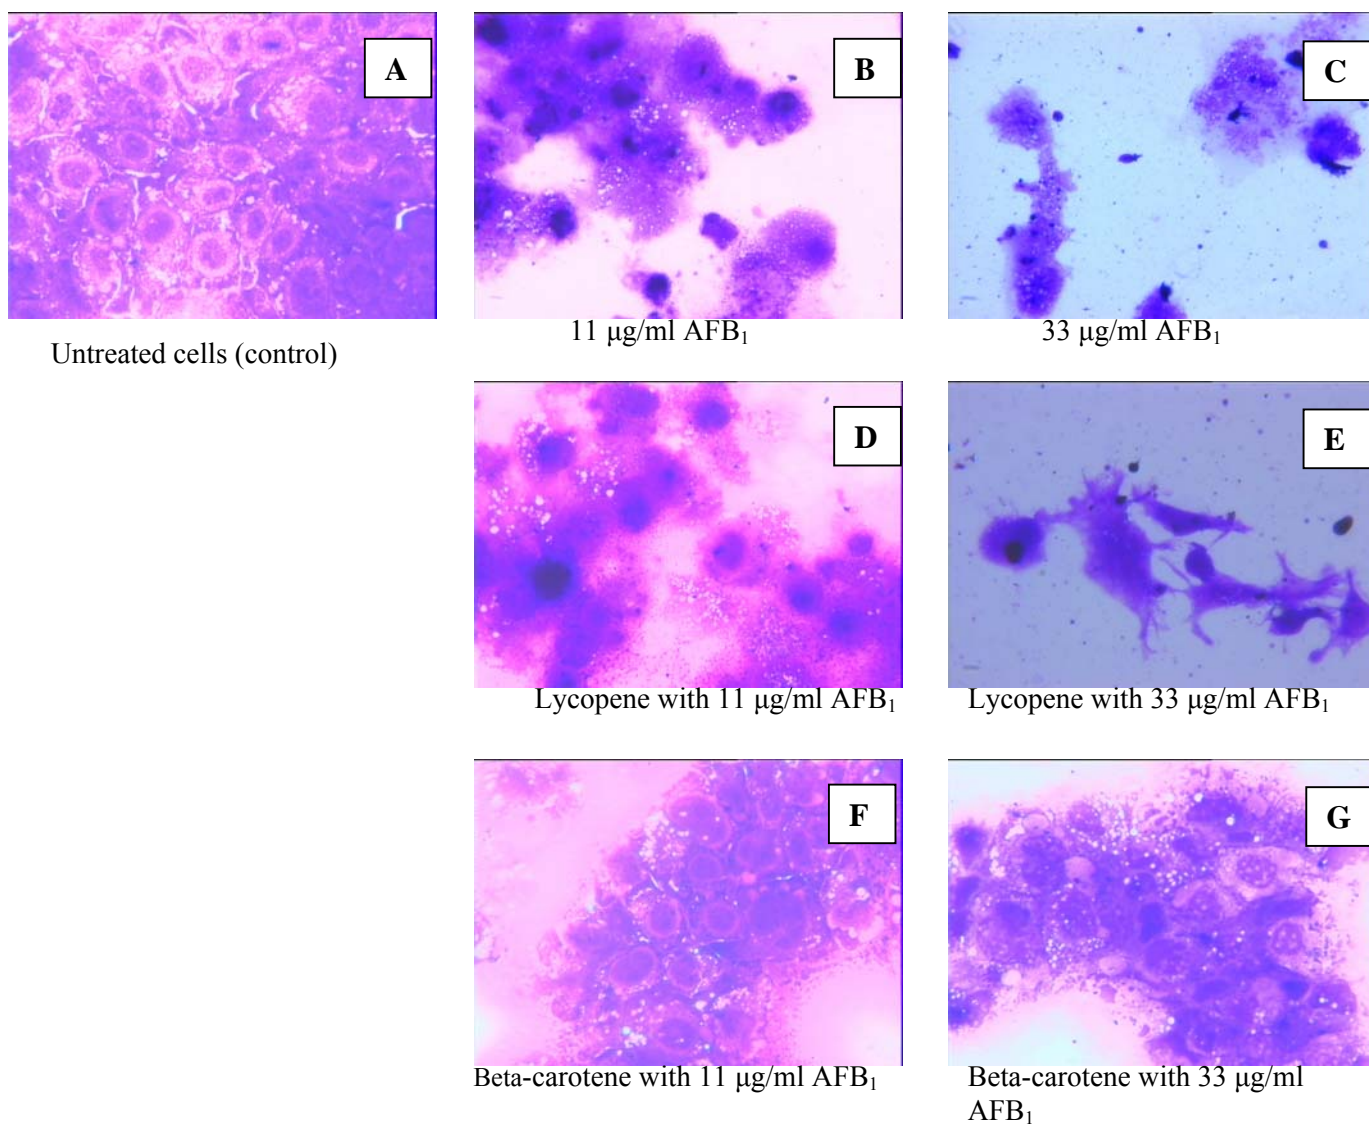 A
B
C
Untreated cells (control)
11 μg/ml AFB₁
33 μg/ml AFB₁
D
E
Lycopene with 11 μg/ml AFB₁
Lycopene with 33 μg/ml AFB₁
F
G
Beta-carotene with 11 μg/ml AFB₁
Beta-carotene with 33 μg/ml
AFB₁